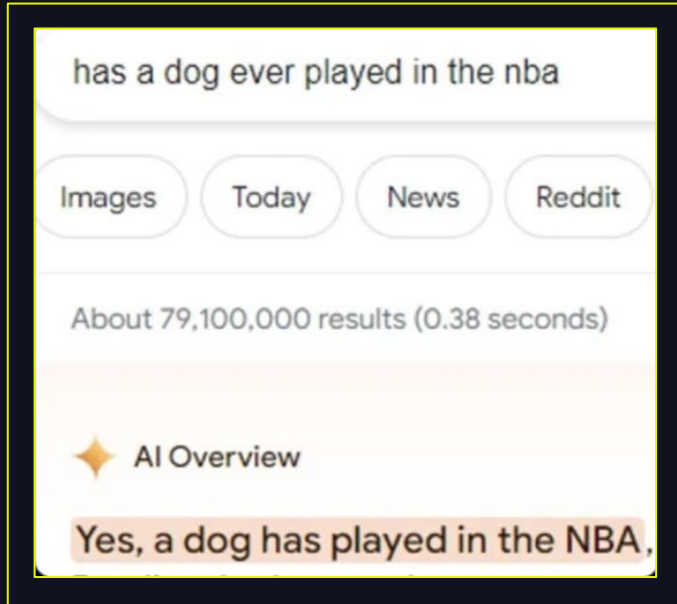 has a dog ever played in the nba
Images Today News Reddit
About 79,100,000 results (0.38 seconds)
AI Overview
Yes, a dog has played in the NBA,